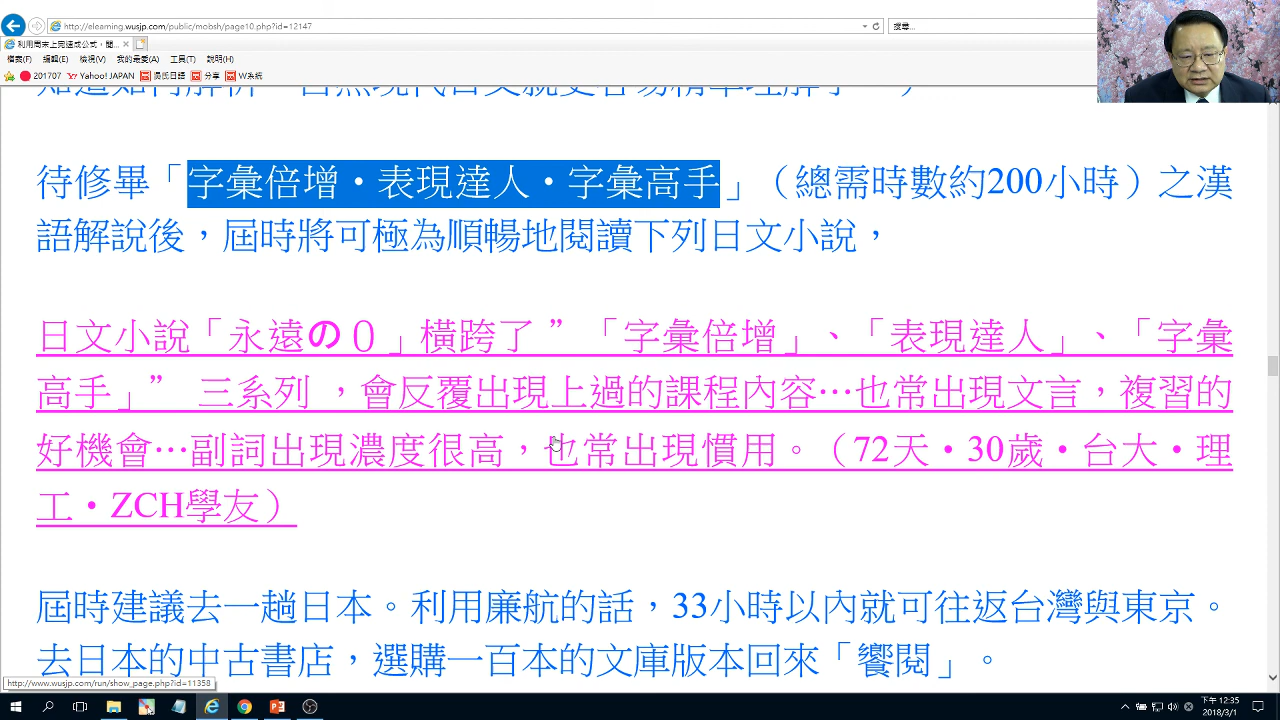 http://elearning.wusjp.com/public/mobsh/page10.php?id=12147
搜尋...
利用周末上完速成公式，閱...
檔案(F) 編輯(E) 檢視(V) 我的最愛(A) 工具(T) 說明(H)
201707 Yahoo! JAPAN 吳氏日語 分享 W系統
待修畢「字彙倍增・表現達人・字彙高手」（總需時數約200小時）之漢
語解說後，屆時將可極為順暢地閱讀下列日文小說，
日文小說「永遠の０」橫跨了 ”「字彙倍增」、「表現達人」、「字彙
高手」” 三系列 ，會反覆出現上過的課程內容…也常出現文言，複習的
好機會…副詞出現濃度很高，也常出現慣用。（72天・30歲・台大・理
工・ZCH學友）
屆時建議去一趟日本。利用廉航的話，33小時以內就可往返台灣與東京。
去日本的中古書店，選購一百本的文庫版本回來「饗閱」。
http://www.wusjp.com/run/show_page.php?id=11358
下午 12:35
2018/3/1